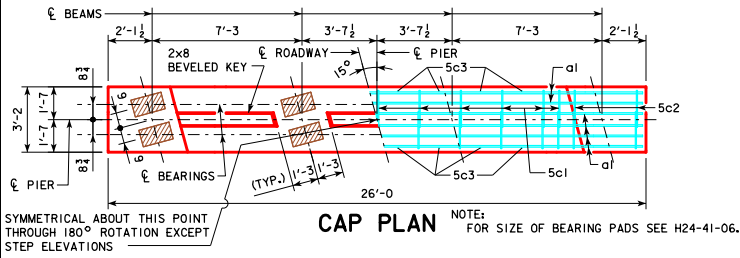 ℄ BEAMS
2'-1½ 7'-3 3'-7½ 3'-7½ 7'-3 2'-1½
2x8
BEVELED KEY
℄ ROADWAY
℄ PIER
15°
5c3
a1
5c2
3'-2
8¾
1'-7
1'-7
8¾
9
9
℄ PIER
℄ BEARINGS
(TYP.)
1'-3
1'-3
5c3
5c1
a1
26'-0
SYMMETRICAL ABOUT THIS POINT
THROUGH 180° ROTATION EXCEPT
STEP ELEVATIONS
CAP PLAN
NOTE:
FOR SIZE OF BEARING PADS SEE H24-41-06.